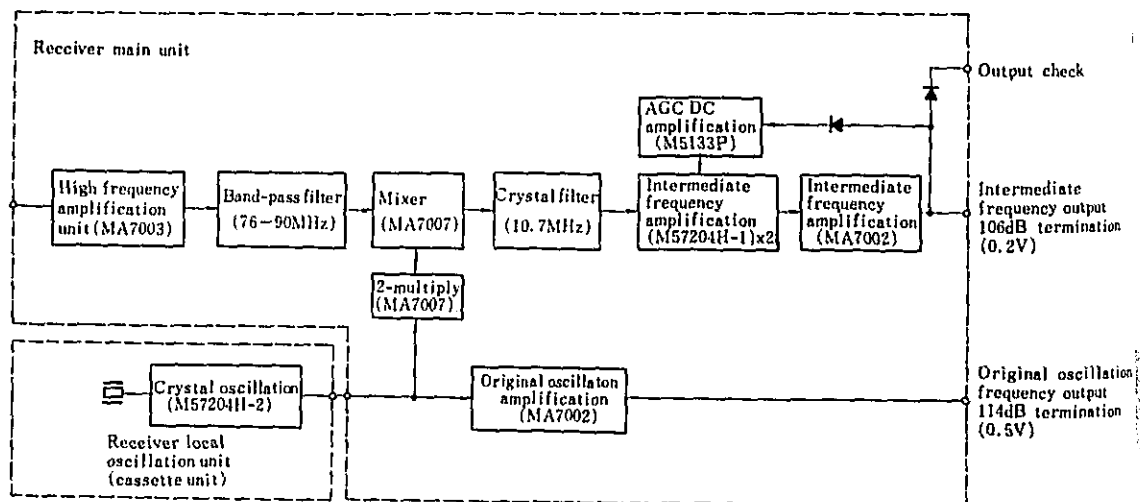 Receiver main unit
Output check
AGC DC
amplification
(M5133P)
High frequency
amplification
unit (MA7003)
Band-pass filter
(76-90MHz)
Mixer
(MA7007)
Crystal filter
(10.7MHz)
Intermediate
frequency
amplification
(M57204H-1)x2
Intermediate
frequency
amplification
(MA7002)
Intermediate
frequency output
106dB termination
(0.2V)
2-multiply
(MA7007)
Crystal oscillation
(M57204H-2)
Original oscillaton
amplification
(MA7002)
Original oscillation
frequency output
114dB termination
(0.5V)
Receiver local
oscillation unit
(cassette unit)